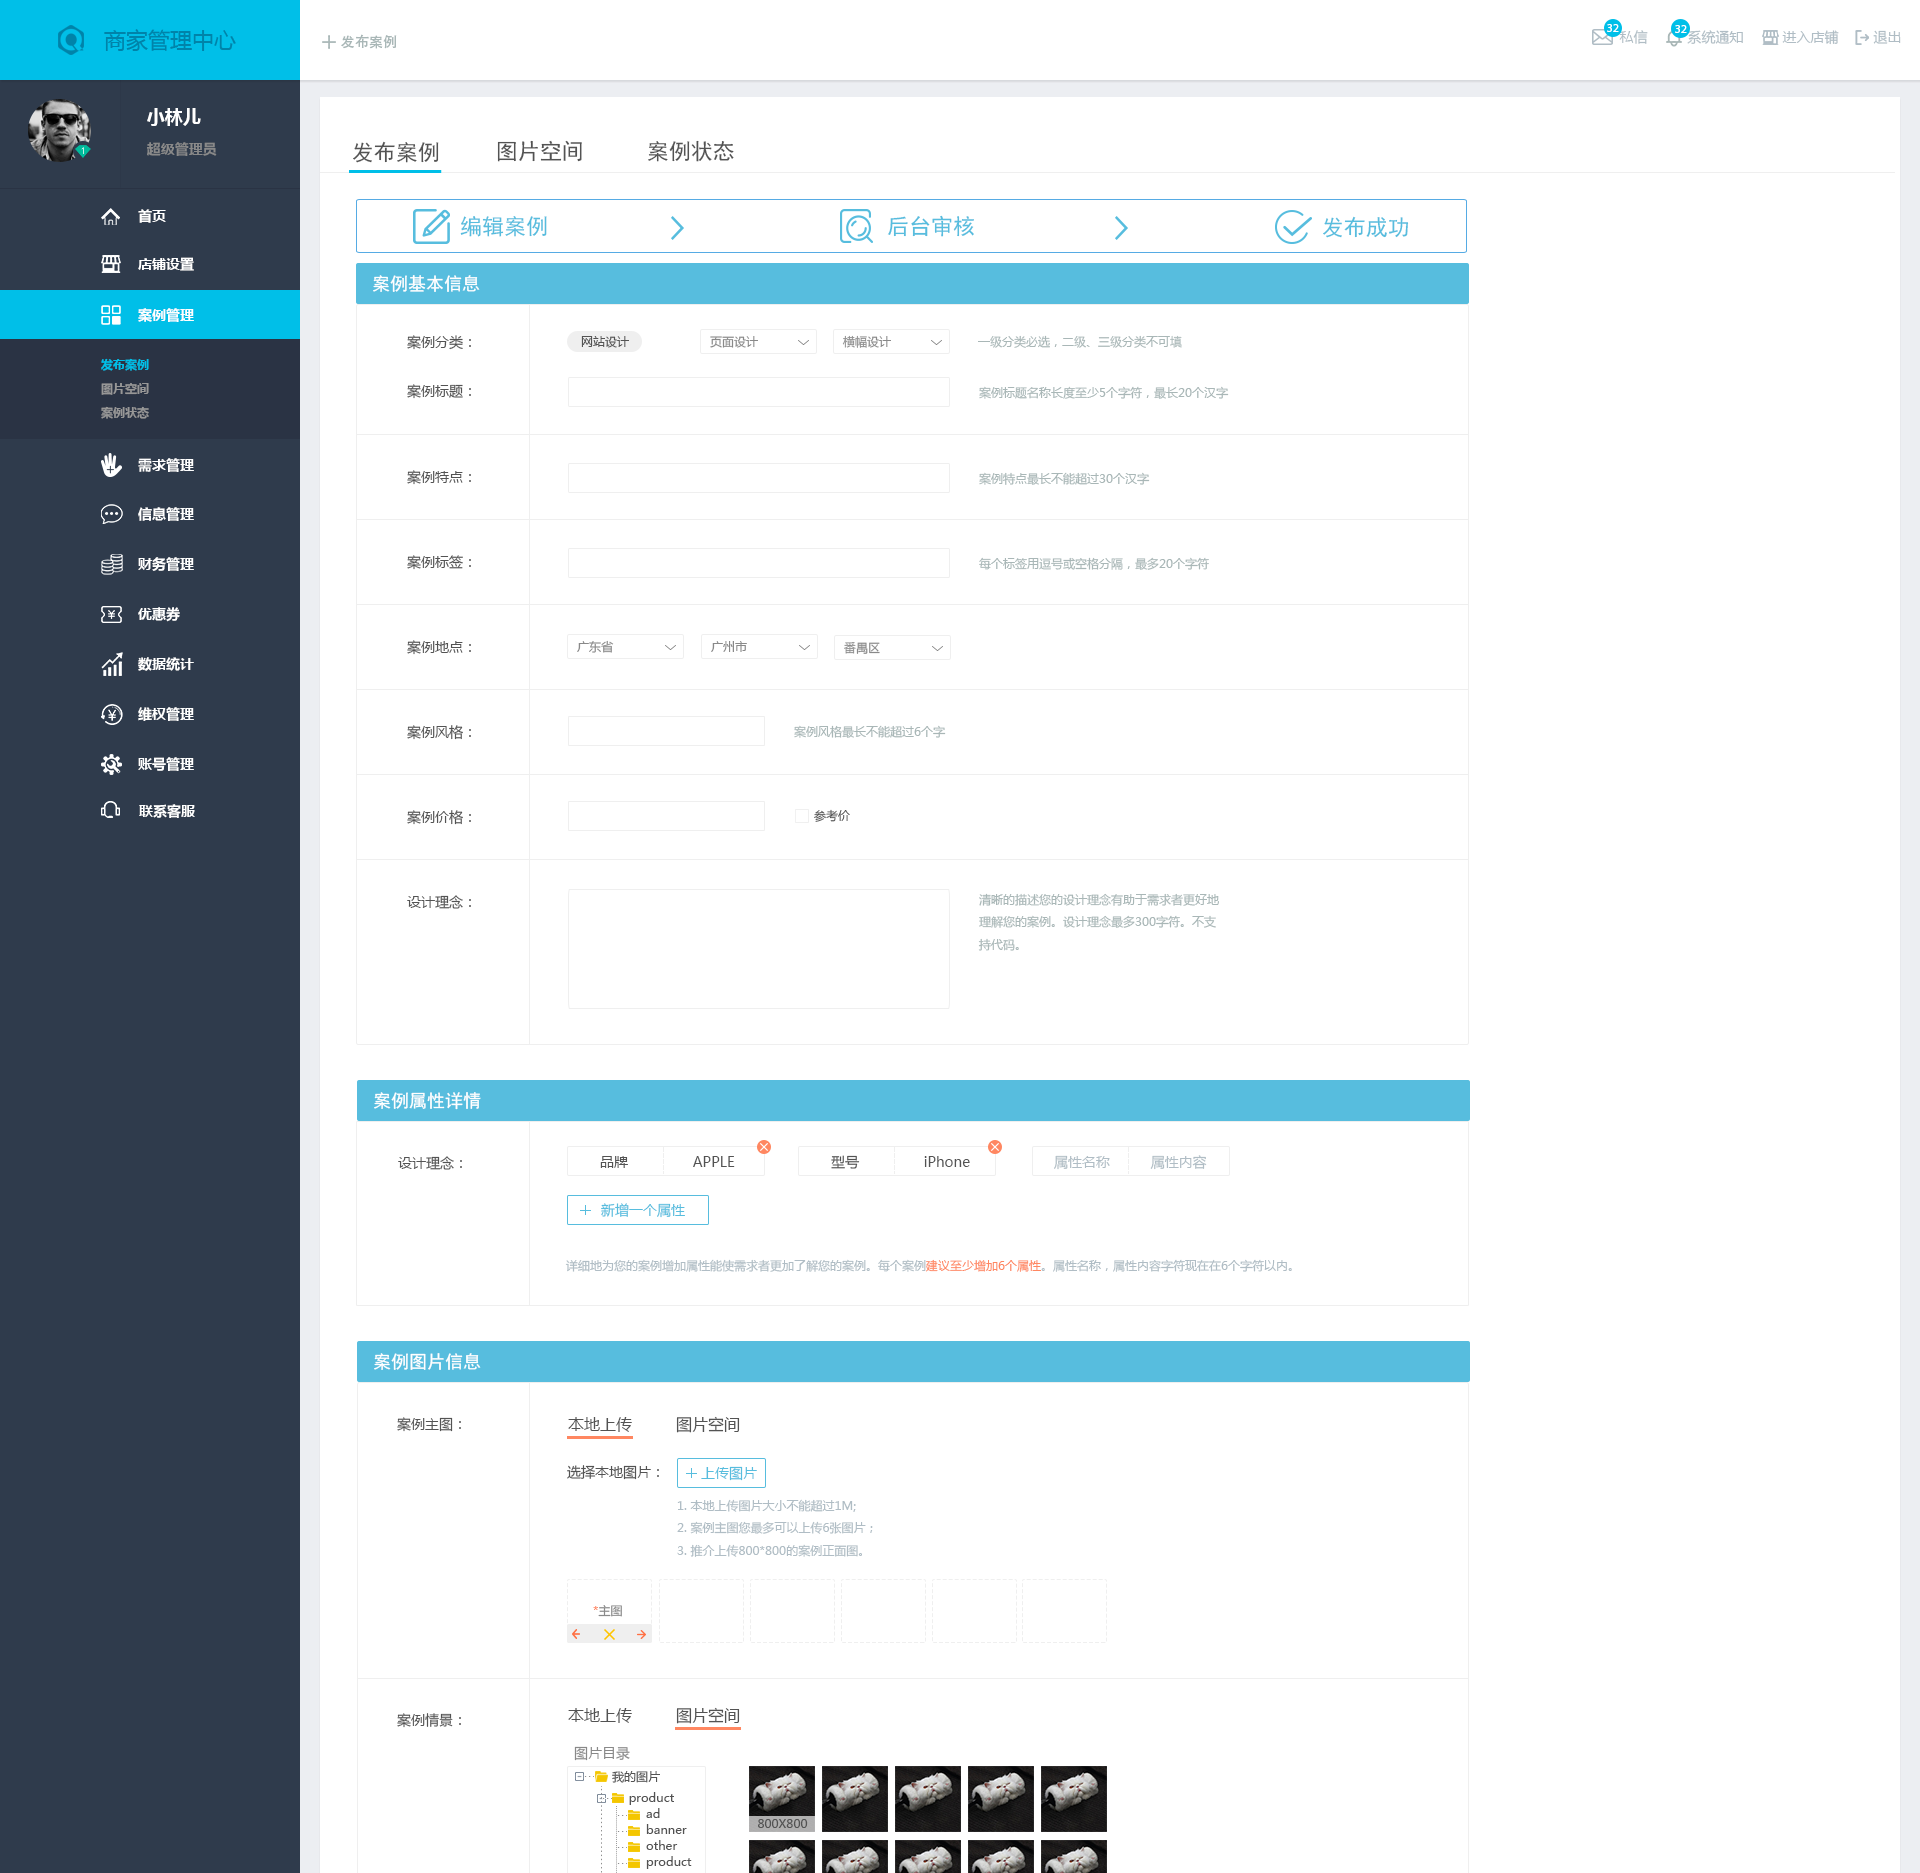 商家管理中心
发布案例
32
私信
32
系统通知
进入店铺
退出
小林儿
超级管理员
1
首页
店铺设置
案例管理
发布案例
图片空间
案例状态
需求管理
信息管理
财务管理
优惠券
数据统计
维权管理
账号管理
联系客服
发布案例 图片空间 案例状态
编辑案例 后台审核 发布成功
案例基本信息
案例分类： 网站设计 页面设计 横幅设计 一级分类必选，二级、三级分类不可填
案例标题： 案例标题名称长度至少5个字符，最长20个汉字
案例特点： 案例特点最长不能超过30个汉字
案例标签： 每个标签用逗号或空格分隔，最多20个字符
案例地点： 广东省 广州市 番禺区
案例风格： 案例风格最长不能超过6个字
案例价格： 参考价
设计理念： 清晰的描述您的设计理念有助于需求者更好地
理解您的案例。设计理念最多300字符。不支
持代码。
案例属性详情
设计理念： 品牌 APPLE 型号 iPhone 属性名称 属性内容
＋ 新增一个属性
详细地为您的案例增加属性能使需求者更加了解您的案例。每个案例建议至少增加6个属性。属性名称，属性内容字符现在在6个字符以内。
案例图片信息
案例主图： 本地上传 图片空间
选择本地图片： ＋上传图片
1. 本地上传图片大小不能超过1M;
2. 案例主图您最多可以上传6张图片；
3. 推介上传800*800的案例正面图。
*主图
案例情景： 本地上传 图片空间
图片目录
我的图片
product
ad
banner
other
product
800X800